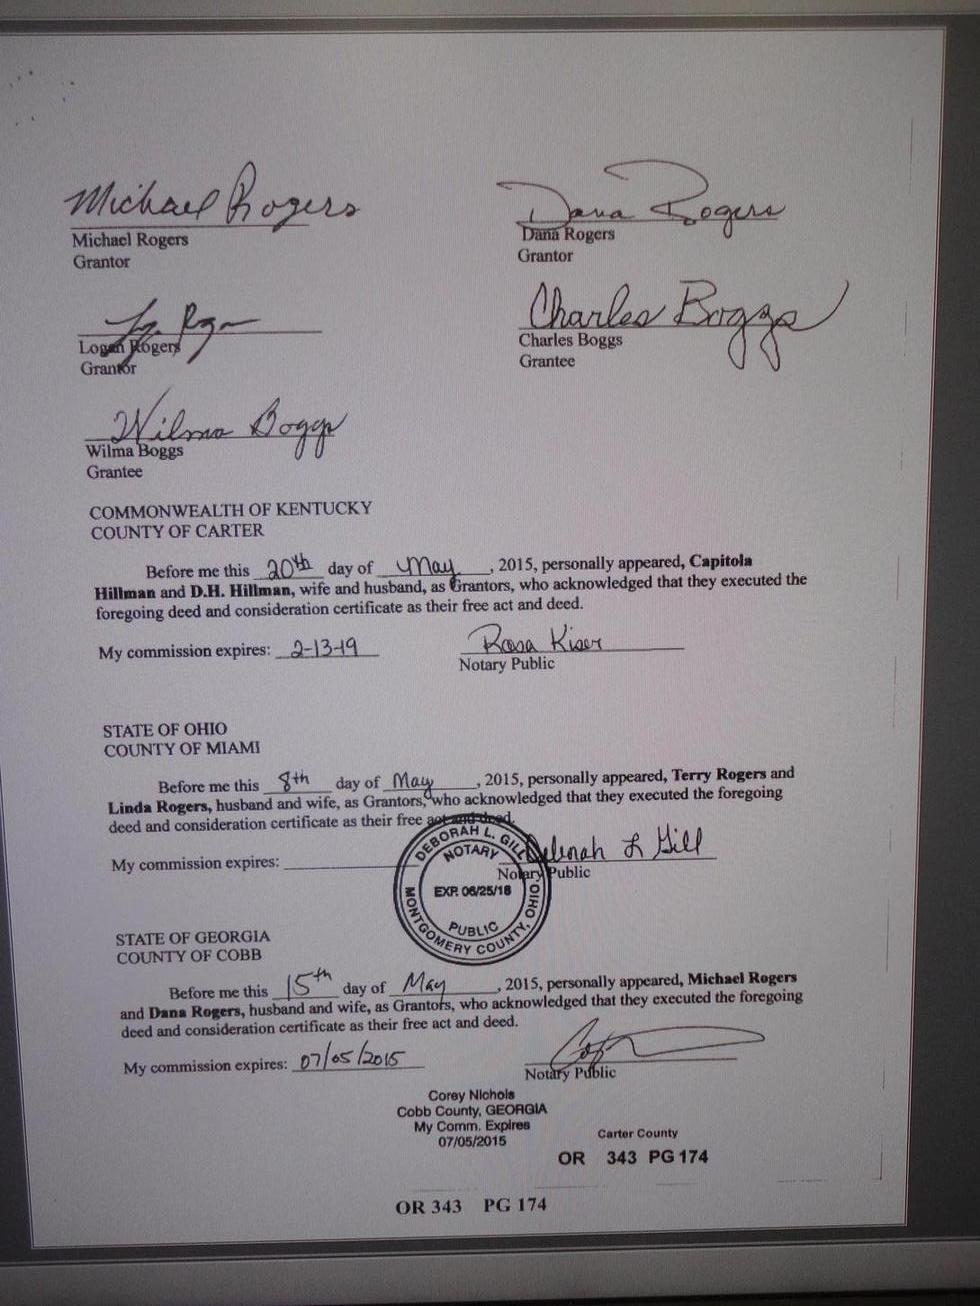 Michael Rogers
Michael Rogers
Grantor
Dana Rogers
Dana Rogers
Grantor
Logan Rogers
Grantor
Charles Boggs
Charles Boggs
Grantee
Wilma Boggs
Wilma Boggs
Grantee
COMMONWEALTH OF KENTUCKY
COUNTY OF CARTER
Before me this 20th day of May, 2015, personally appeared, Capitola
Hillman and D.H. Hillman, wife and husband, as Grantors, who acknowledged that they executed the
foregoing deed and consideration certificate as their free act and deed.
My commission expires: 2-13-19
Rosa Kiser
Notary Public
STATE OF OHIO
COUNTY OF MIAMI
Before me this 8th day of May, 2015, personally appeared, Terry Rogers and
Linda Rogers, husband and wife, as Grantors, who acknowledged that they executed the foregoing
deed and consideration certificate as their free act and deed.
My commission expires:
Deborah L Gill
Notary Public
DEBORAH L. GILL
NOTARY
EXP. 06/25/16
PUBLIC
MONTGOMERY COUNTY, OHIO
STATE OF GEORGIA
COUNTY OF COBB
Before me this 15th day of May, 2015, personally appeared, Michael Rogers
and Dana Rogers, husband and wife, as Grantors, who acknowledged that they executed the foregoing
deed and consideration certificate as their free act and deed.
My commission expires: 07/05/2015
Notary Public
Corey Nichols
Cobb County, GEORGIA
My Comm. Expires
07/05/2015
Carter County
OR 343 PG 174
OR 343 PG 174